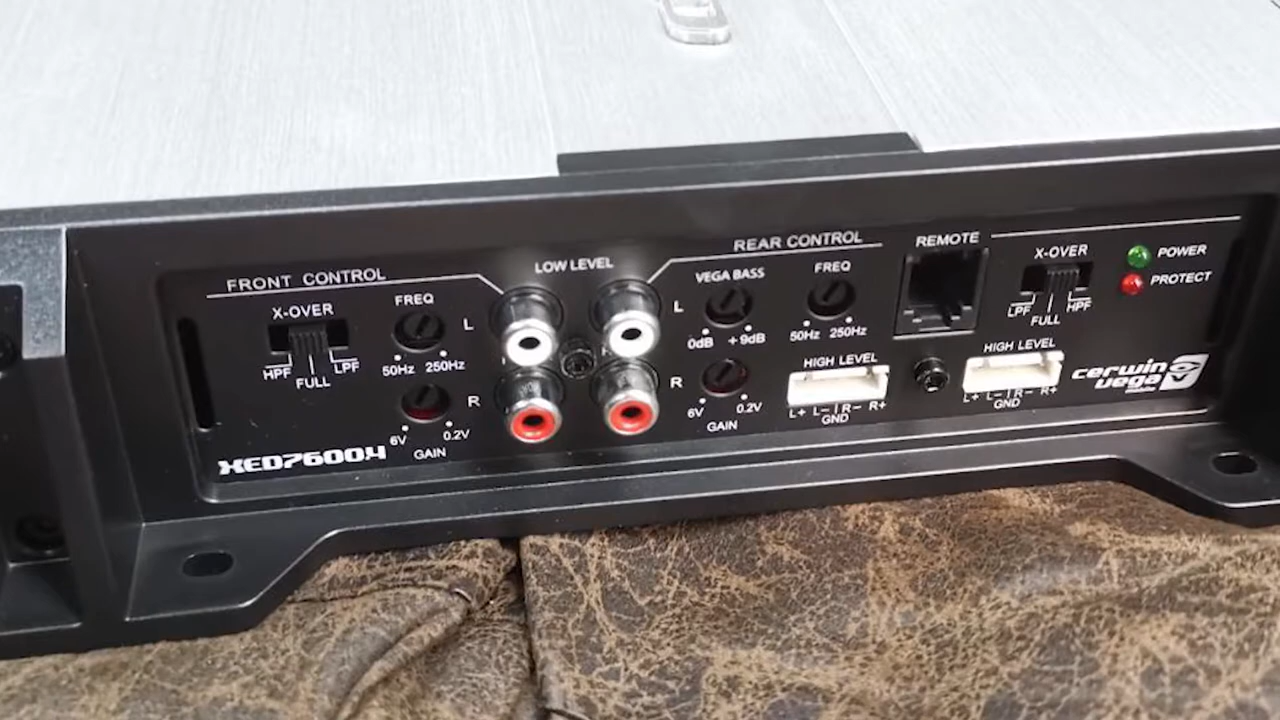 FRONT CONTROL
X-OVER
HPF
FULL
LPF
FREQ
50Hz 250Hz
6V 0.2V
GAIN
XED7600.4
LOW LEVEL
L
R
L
R
REAR CONTROL
VEGA BASS
0dB +9dB
FREQ
50Hz 250Hz
6V 0.2V
GAIN
HIGH LEVEL
L+ L- R- R+
GND
REMOTE
X-OVER
LPF
FULL
HPF
HIGH LEVEL
L+ L- R- R+
GND
POWER
PROTECT
cerwin
vega